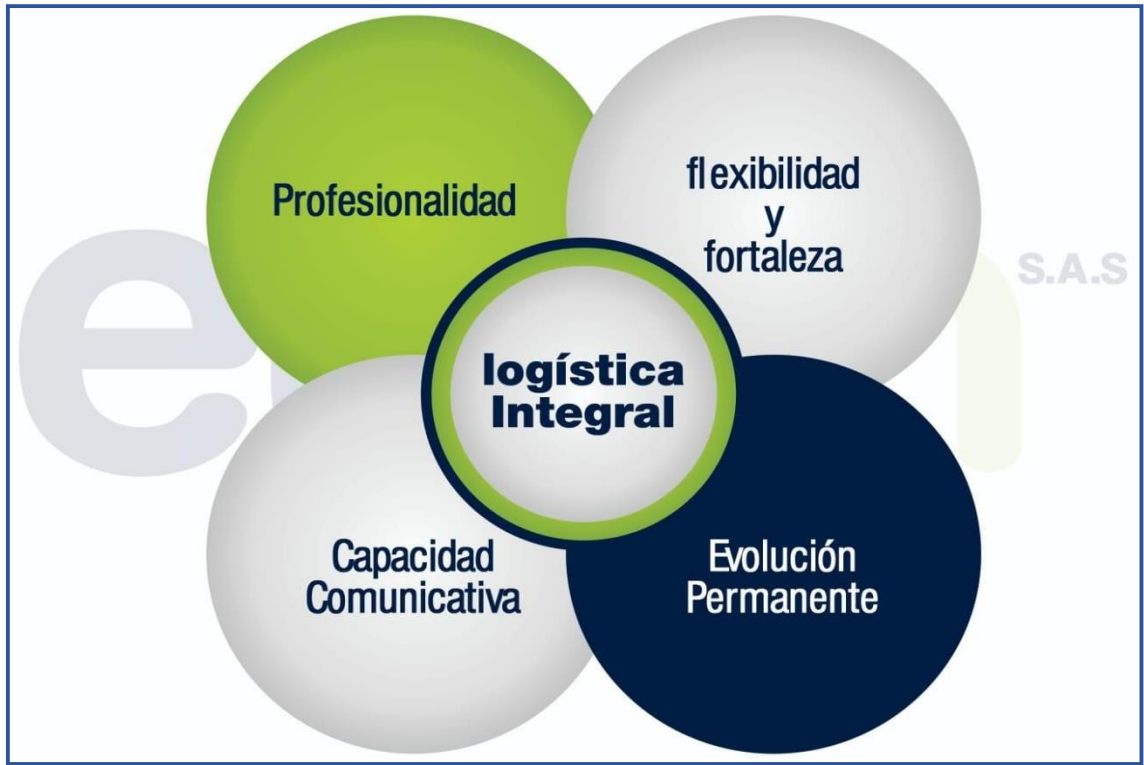 Profesionalidad
flexibilidad
y
fortaleza
S.A.S
logística
Integral
Capacidad
Comunicativa
Evolución
Permanente